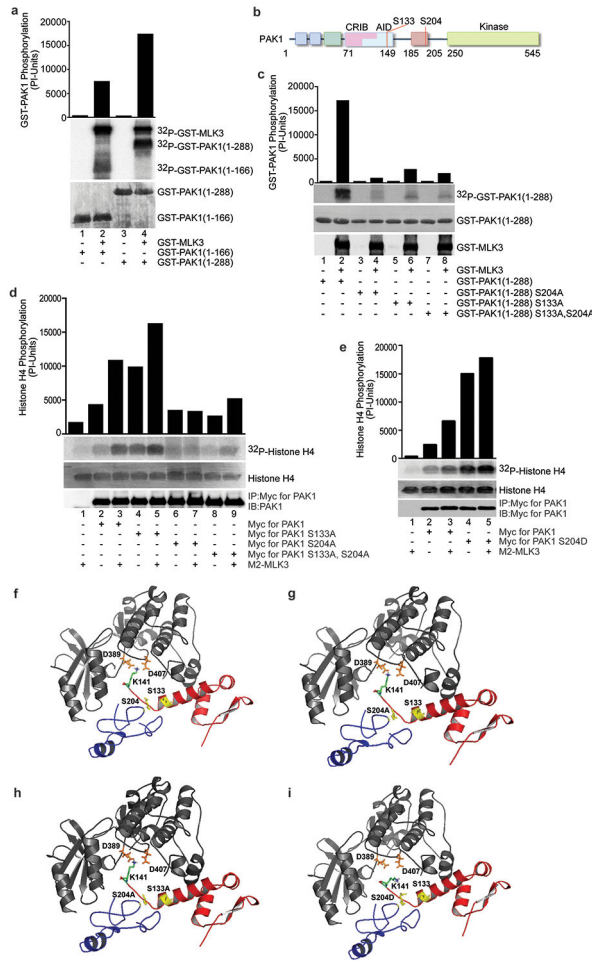 a
GST-PAK1 Phosphorylation
(PI-Units)
20000
15000
10000
5000
0
32P-GST-MLK3
32P-GST-PAK1(1-288)
32P-GST-PAK1(1-166)
GST-PAK1(1-288)
GST-PAK1(1-166)
1 2 3 4
- + - + GST-MLK3
+ + - - GST-PAK1(1-166)
- - + + GST-PAK1(1-288)
b
CRIB AID S133 S204 Kinase
PAK1
1 71 149 185 205 250 545
c
GST-PAK1 Phosphorylation
(PI-Units)
20000
15000
10000
5000
0
32P-GST-PAK1(1-288)
GST-PAK1(1-288)
GST-MLK3
1 2 3 4 5 6 7 8
- + - + - + - + GST-MLK3
+ + - - - - - - GST-PAK1(1-288)
- - + + - - - - GST-PAK1(1-288) S204A
- - - - + + - - GST-PAK1(1-288) S133A
- - - - - - + + GST-PAK1(1-288) S133A,S204A
d
Histone H4 Phosphorylation
(PI-Units)
20000
15000
10000
5000
0
32P-Histone H4
Histone H4
IP:Myc for PAK1
IB:PAK1
1 2 3 4 5 6 7 8 9
- + + - - - - - - Myc for PAK1
- - - + + - - - - Myc for PAK1 S133A
- - - - - + + - - Myc for PAK1 S204A
- - - - - - - + + Myc for PAK1 S133A, S204A
+ - + - + - + - + M2-MLK3
e
Histone H4 Phosphorylation
(PI-Units)
20000
15000
10000
5000
0
32P-Histone H4
Histone H4
IP:Myc for PAK1
IB:Myc for PAK1
1 2 3 4 5
- + + - - Myc for PAK1
- - - + + Myc for PAK1 S204D
- - + - + M2-MLK3
f
D389
D407
K141
S133
S204
g
D389
D407
K141
S133
S204A
h
D389
D407
K141
S133A
S204A
i
D389
D407
K141
S133
S204D